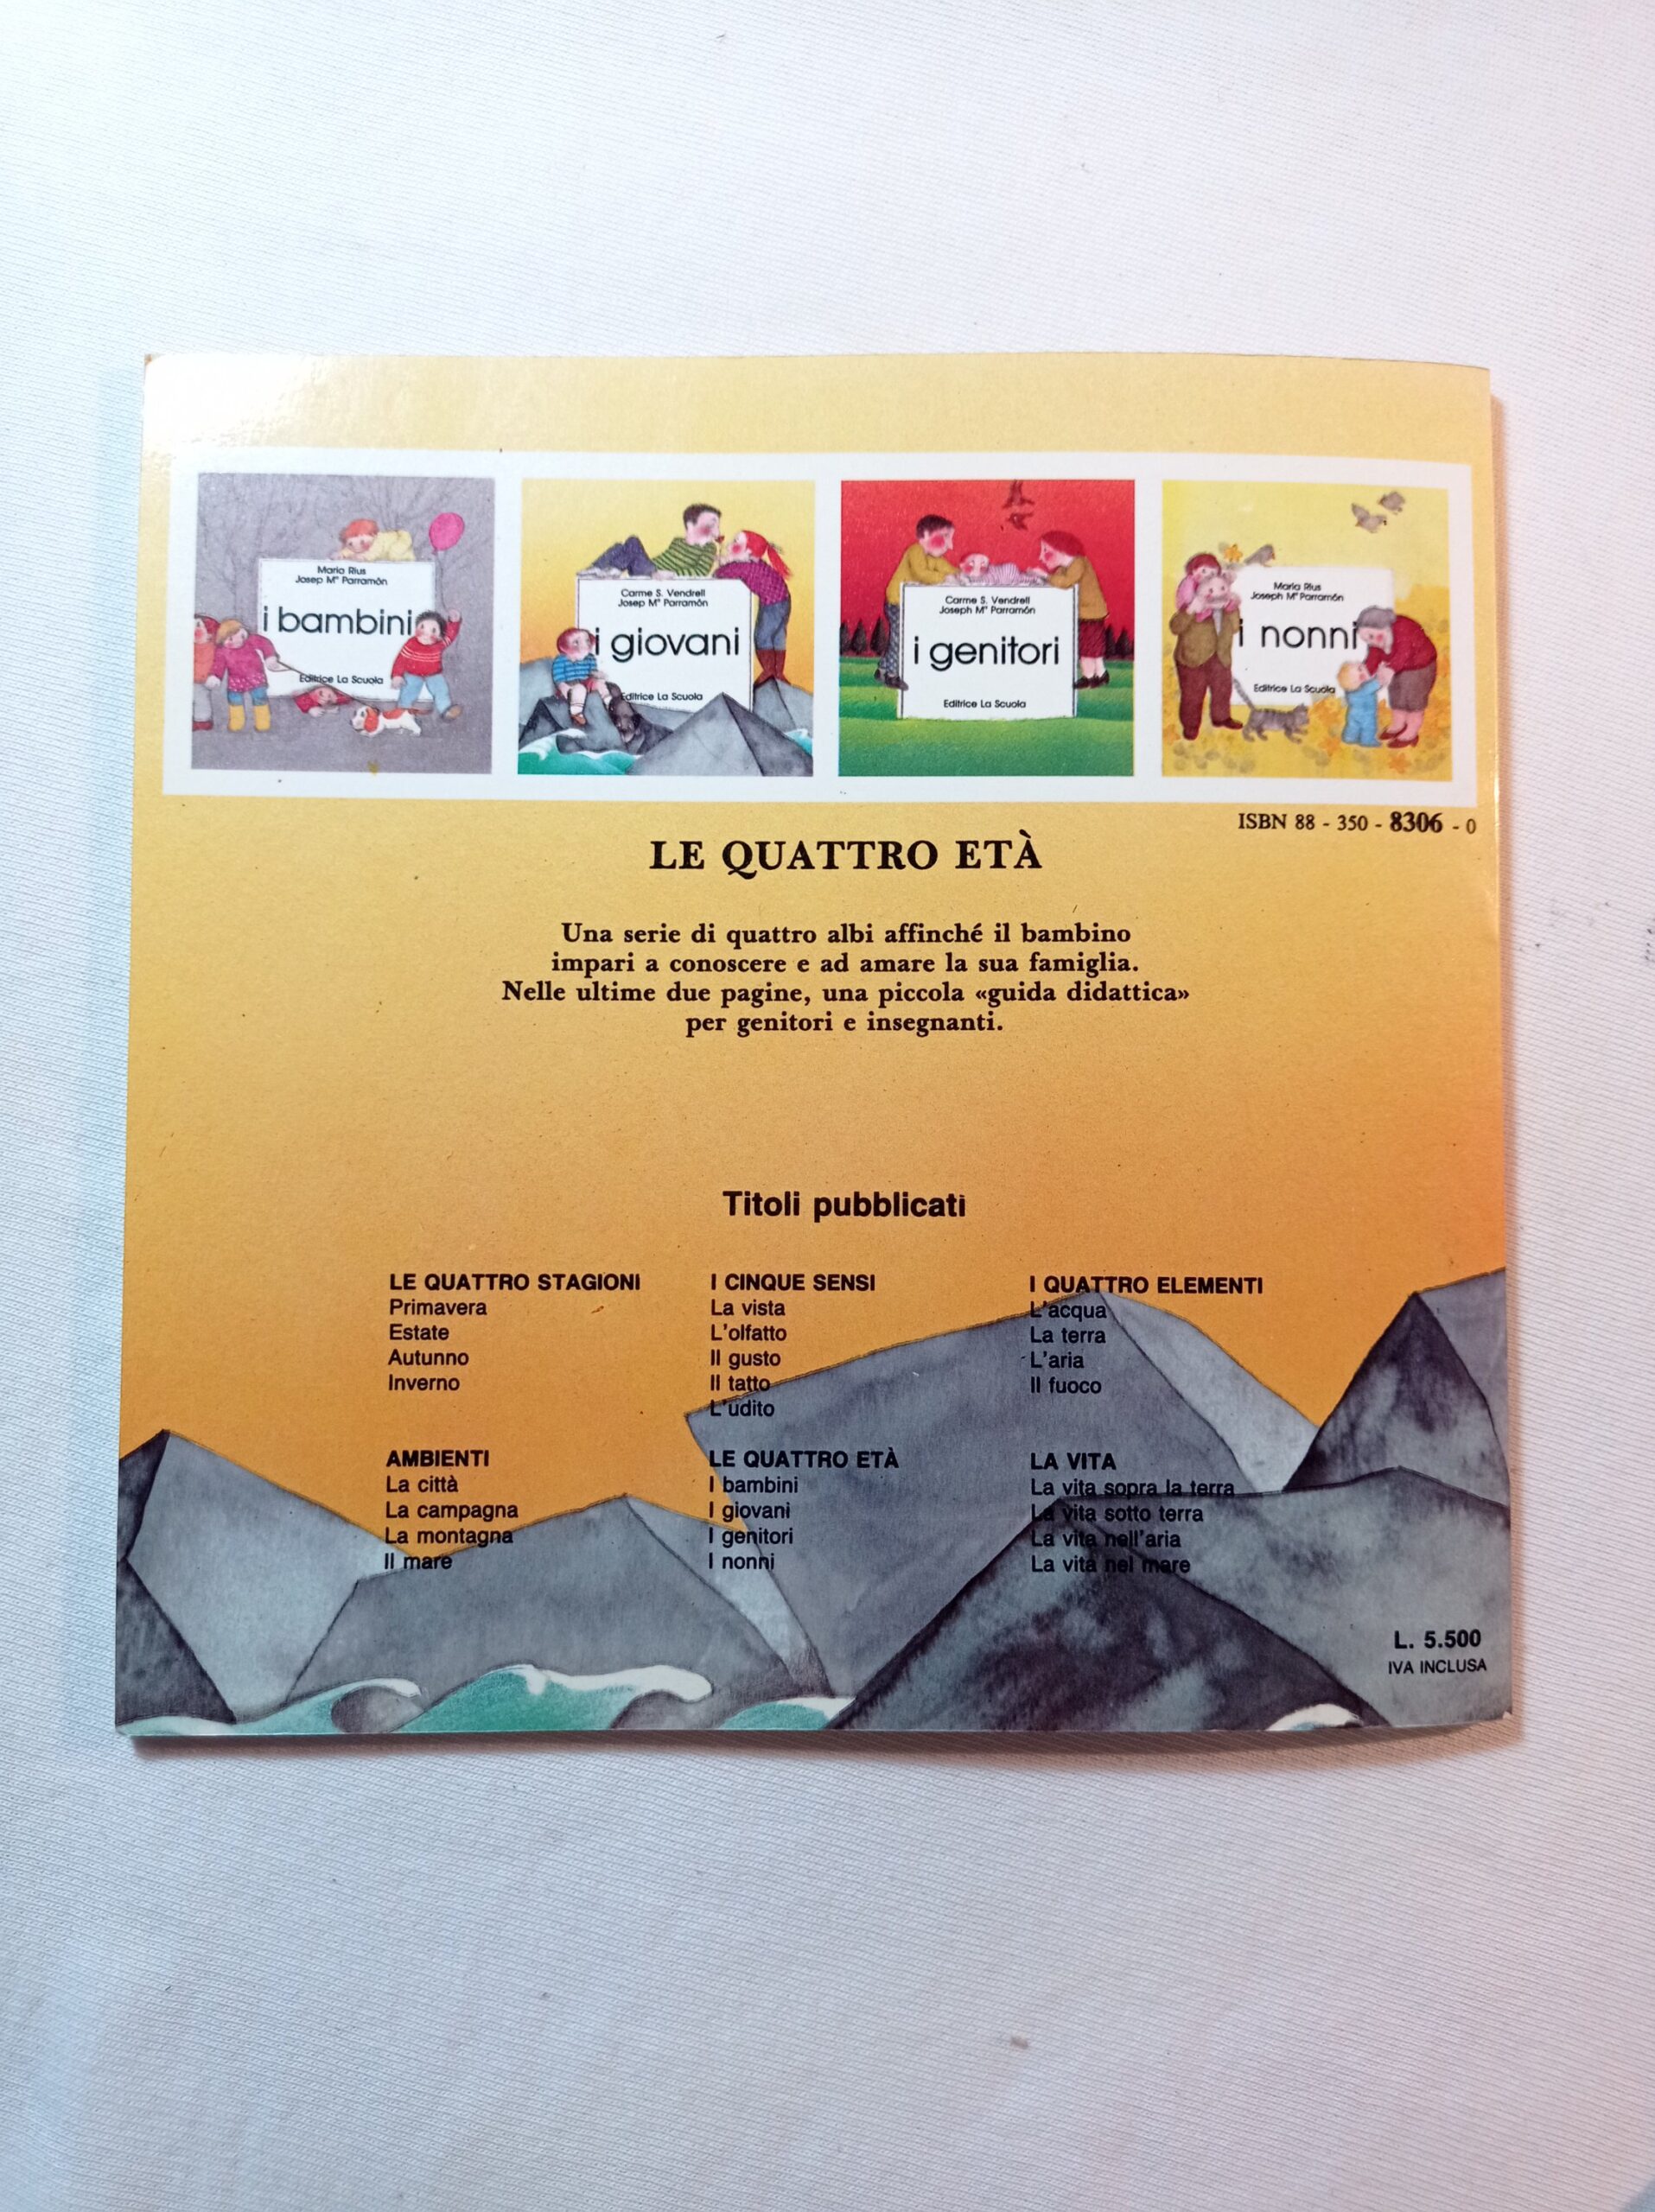 Maria Rius
Josep Mª Parramón
i bambini
Editrice La Scuola
Carme S. Vendrell
Josep Mª Parramón
i giovani
Editrice La Scuola
Carme S. Vendrell
Joseph Mª Parramón
i genitori
Editrice La Scuola
Maria Rius
Joseph Mª Parramón
i nonni
Editrice La Scuola
ISBN 88 - 350 - 8306 - 0
LE QUATTRO ETÀ
Una serie di quattro albi affinché il bambino
impari a conoscere e ad amare la sua famiglia.
Nelle ultime due pagine, una piccola «guida didattica»
per genitori e insegnanti.
Titoli pubblicati
LE QUATTRO STAGIONI
Primavera
Estate
Autunno
Inverno
I CINQUE SENSI
La vista
L'olfatto
Il gusto
Il tatto
L'udito
I QUATTRO ELEMENTI
L'acqua
La terra
L'aria
Il fuoco
AMBIENTI
La città
La campagna
La montagna
Il mare
LE QUATTRO ETÀ
I bambini
I giovani
I genitori
I nonni
LA VITA
La vita sopra la terra
La vita sotto terra
La vita nell'aria
La vita nel mare
L. 5.500
IVA INCLUSA